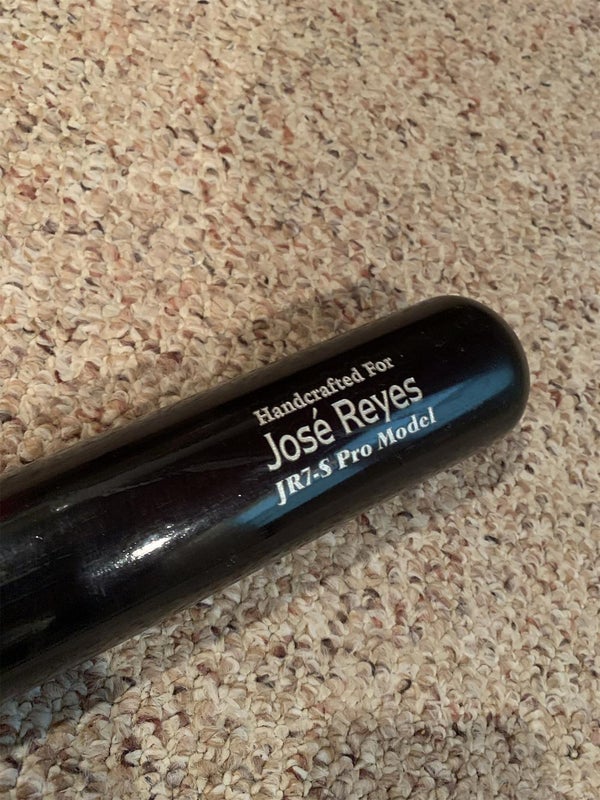 Handcrafted For
José Reyes
JR7-S Pro Model